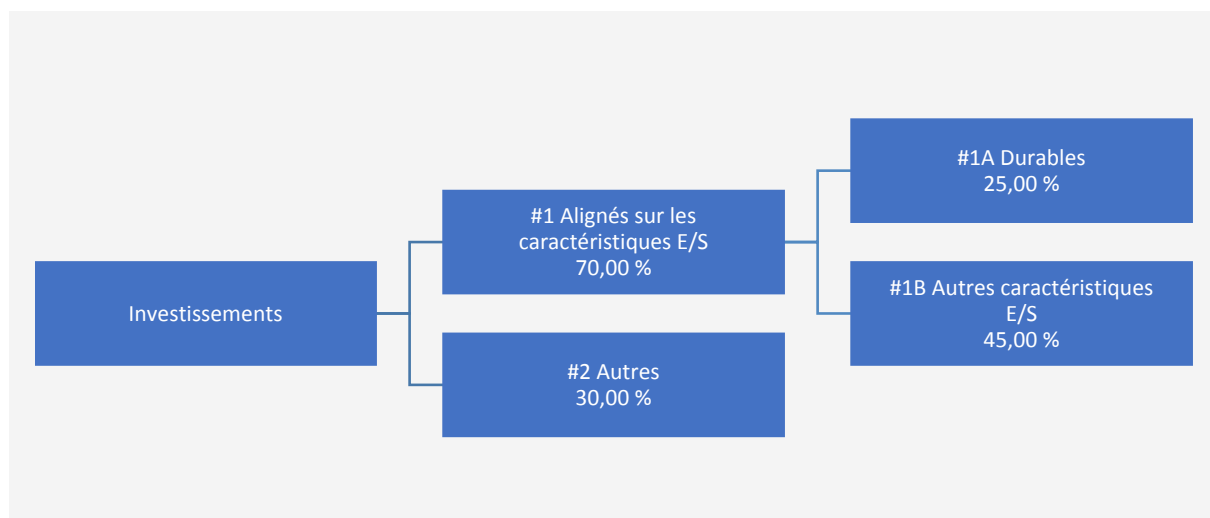 Investissements
#1 Alignés sur les
caractéristiques E/S
70,00 %
#2 Autres
30,00 %
#1A Durables
25,00 %
#1B Autres caractéristiques
E/S
45,00 %